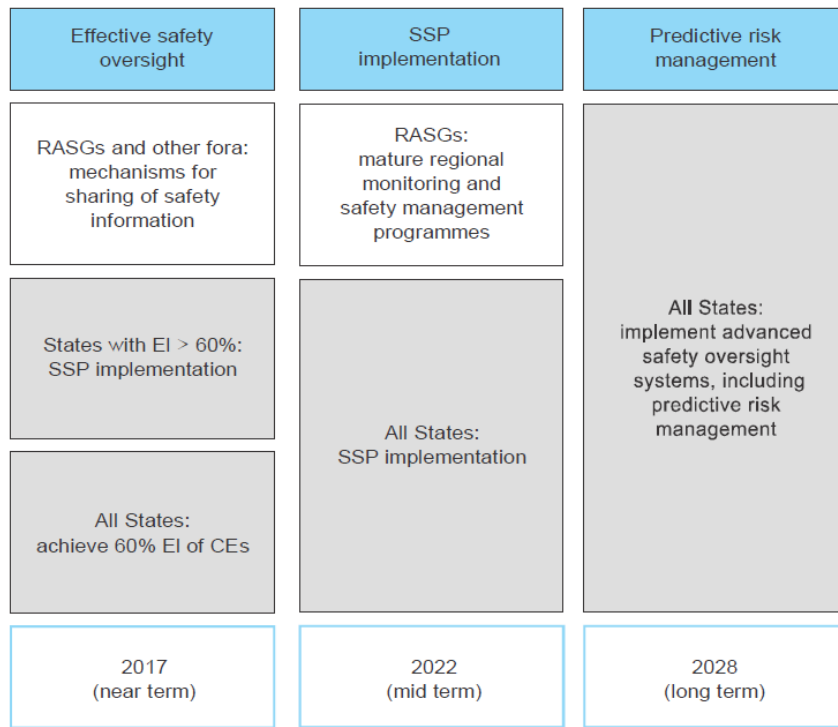 Effective safety
oversight
SSP
implementation
Predictive risk
management
RASGs and other fora:
mechanisms for
sharing of safety
information
RASGs:
mature regional
monitoring and
safety management
programmes
All States:
implement advanced
safety oversight
systems, including
predictive risk
management
States with EI > 60%:
SSP implementation
All States:
SSP implementation
All States:
achieve 60% EI of CEs
2017
(near term)
2022
(mid term)
2028
(long term)